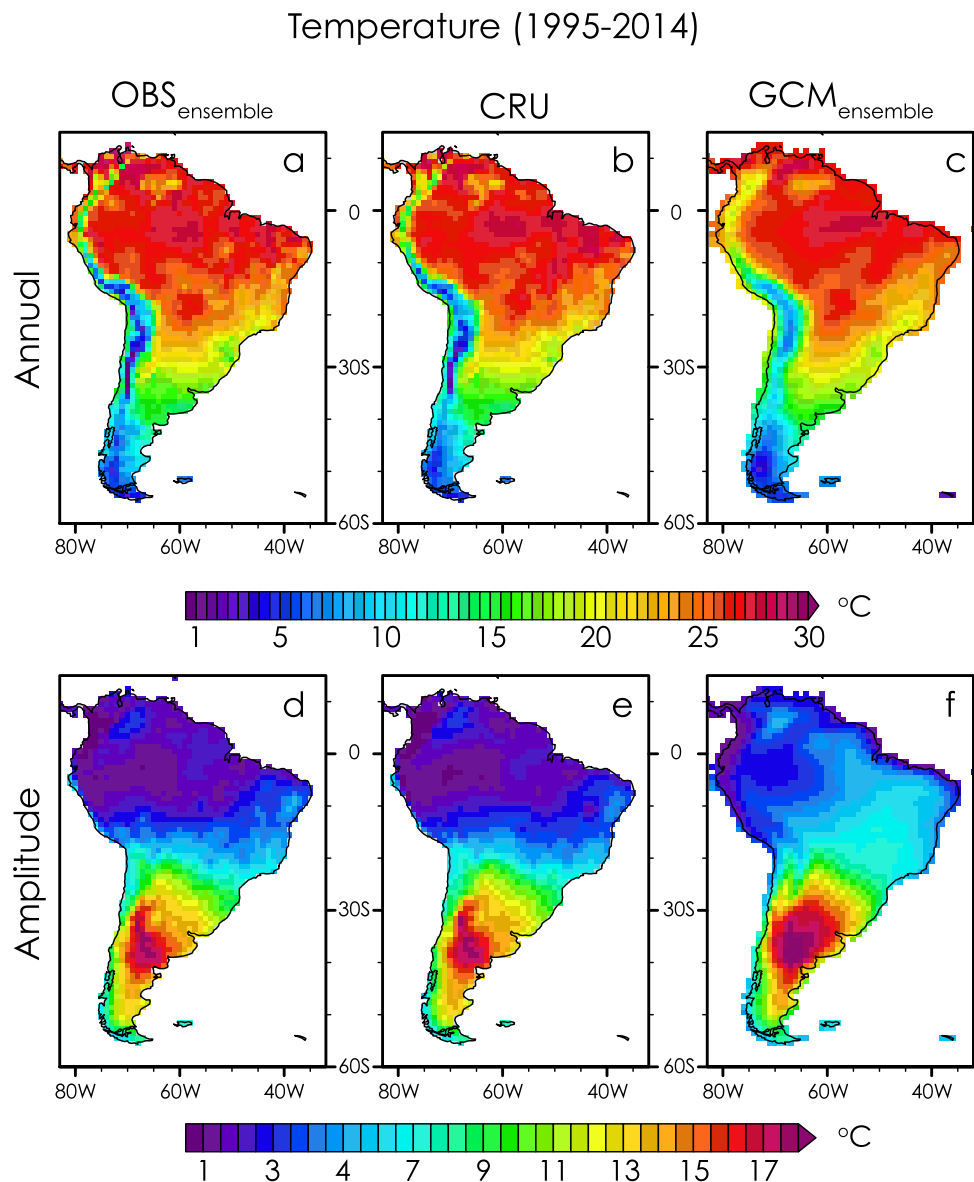 Temperature (1995-2014)
OBSensemble CRU GCMensemble
Annual
a b c
0 0
30S 30S
60S 60S
80W 60W 40W 80W 60W 40W 80W 60W 40W
1 5 10 15 20 25 30 °C
Amplitude
d e f
0 0
30S 30S
60S 60S
80W 60W 40W 80W 60W 40W 80W 60W 40W
1 3 4 7 9 11 13 15 17 °C